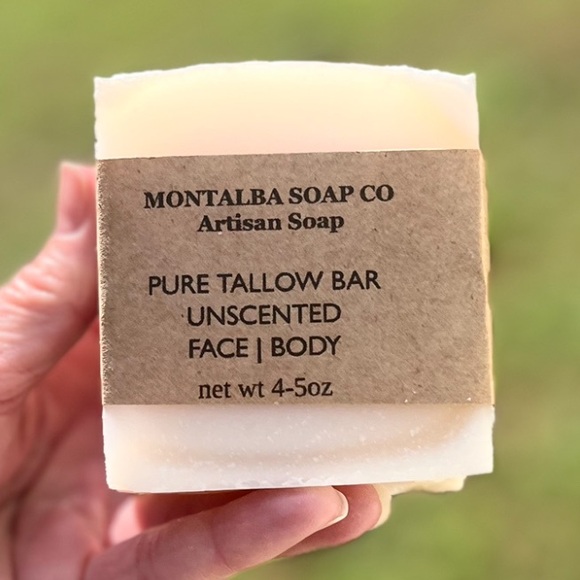 MONTALBA SOAP CO
Artisan Soap
PURE TALLOW BAR
UNSCENTED
FACE | BODY
net wt 4-5oz